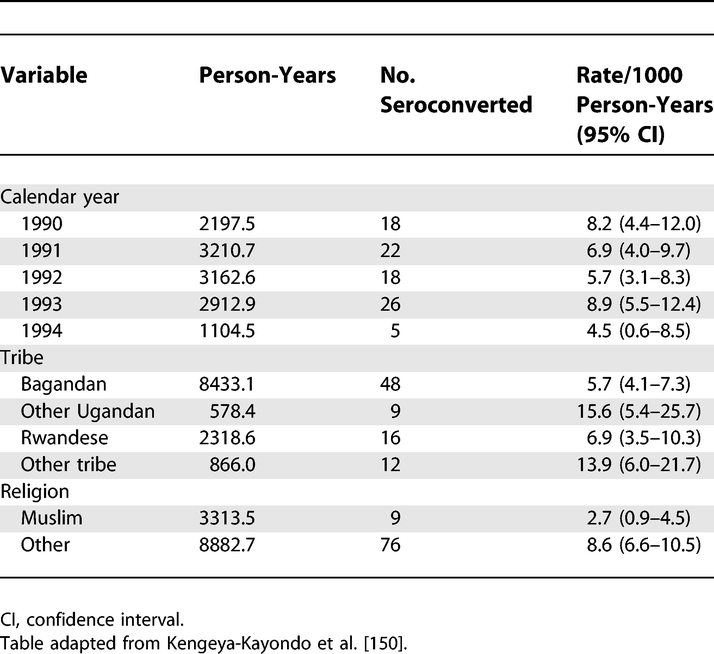 Variable Person-Years No. Seroconverted Rate/1000 Person-Years (95% CI)
Calendar year
1990 2197.5 18 8.2 (4.4–12.0)
1991 3210.7 22 6.9 (4.0–9.7)
1992 3162.6 18 5.7 (3.1–8.3)
1993 2912.9 26 8.9 (5.5–12.4)
1994 1104.5 5 4.5 (0.6–8.5)
Tribe
Bagandan 8433.1 48 5.7 (4.1–7.3)
Other Ugandan 578.4 9 15.6 (5.4–25.7)
Rwandese 2318.6 16 6.9 (3.5–10.3)
Other tribe 866.0 12 13.9 (6.0–21.7)
Religion
Muslim 3313.5 9 2.7 (0.9–4.5)
Other 8882.7 76 8.6 (6.6–10.5)
CI, confidence interval.
Table adapted from Kengeya-Kayondo et al. [150].